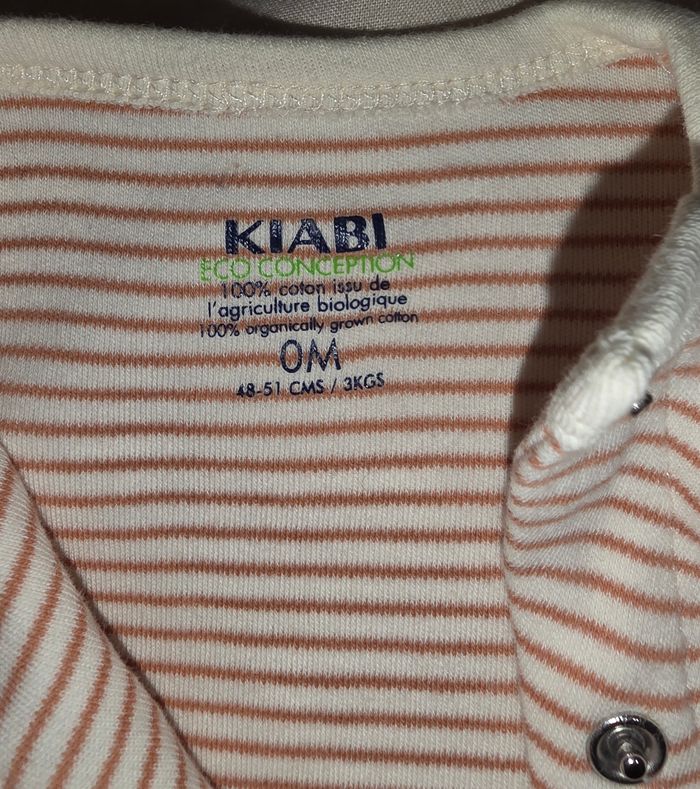 KIABI
ECO CONCEPTION
100% coton issu de
l'agriculture biologique
100% organically grown cotton
0M
48-51 CMS / 3KGS